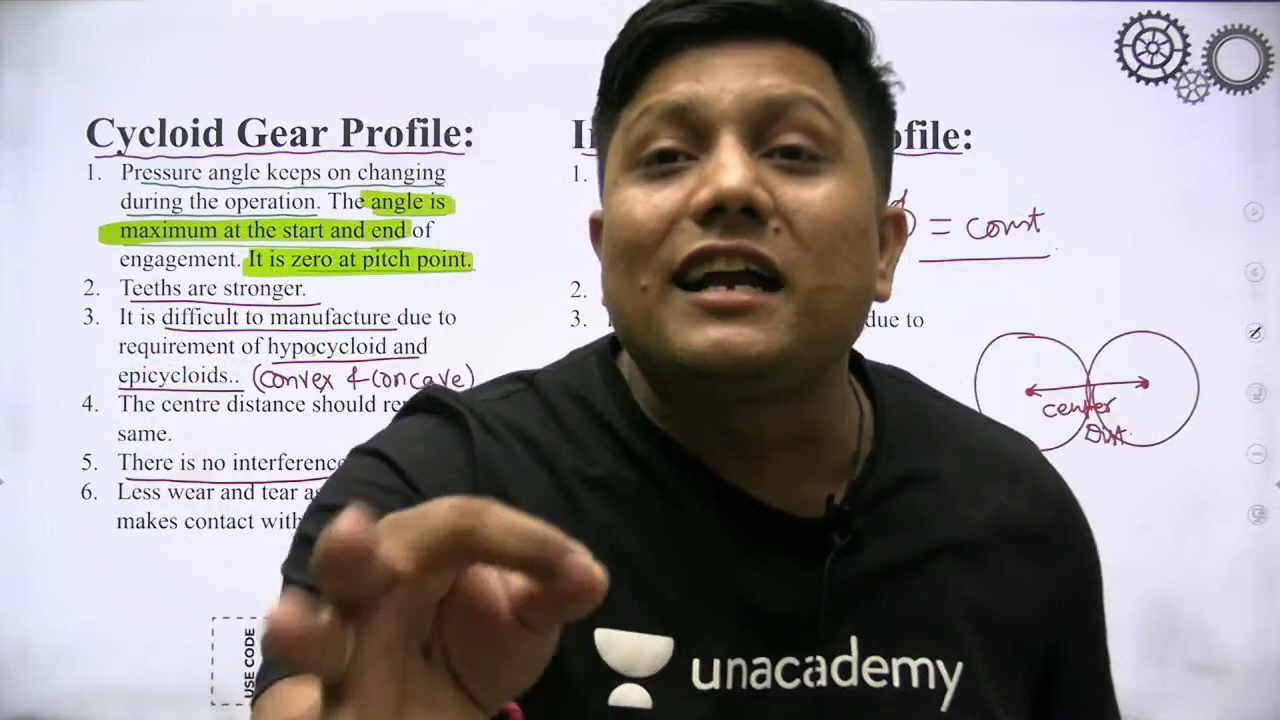 Cycloid Gear Profile:
1. Pressure angle keeps on changing
during the operation. The angle is
maximum at the start and end of
engagement. It is zero at pitch point.
2. Teeths are stronger.
3. It is difficult to manufacture due to
requirement of hypocycloid and
epicycloids.. (convex & concave)
4. The centre distance should
same.
5. There is no interference
6. Less wear and tear as
makes contact with
USE CODE
ofile:
1.
ϕ = const
2.
3.
due to
center
Dist.
unacademy